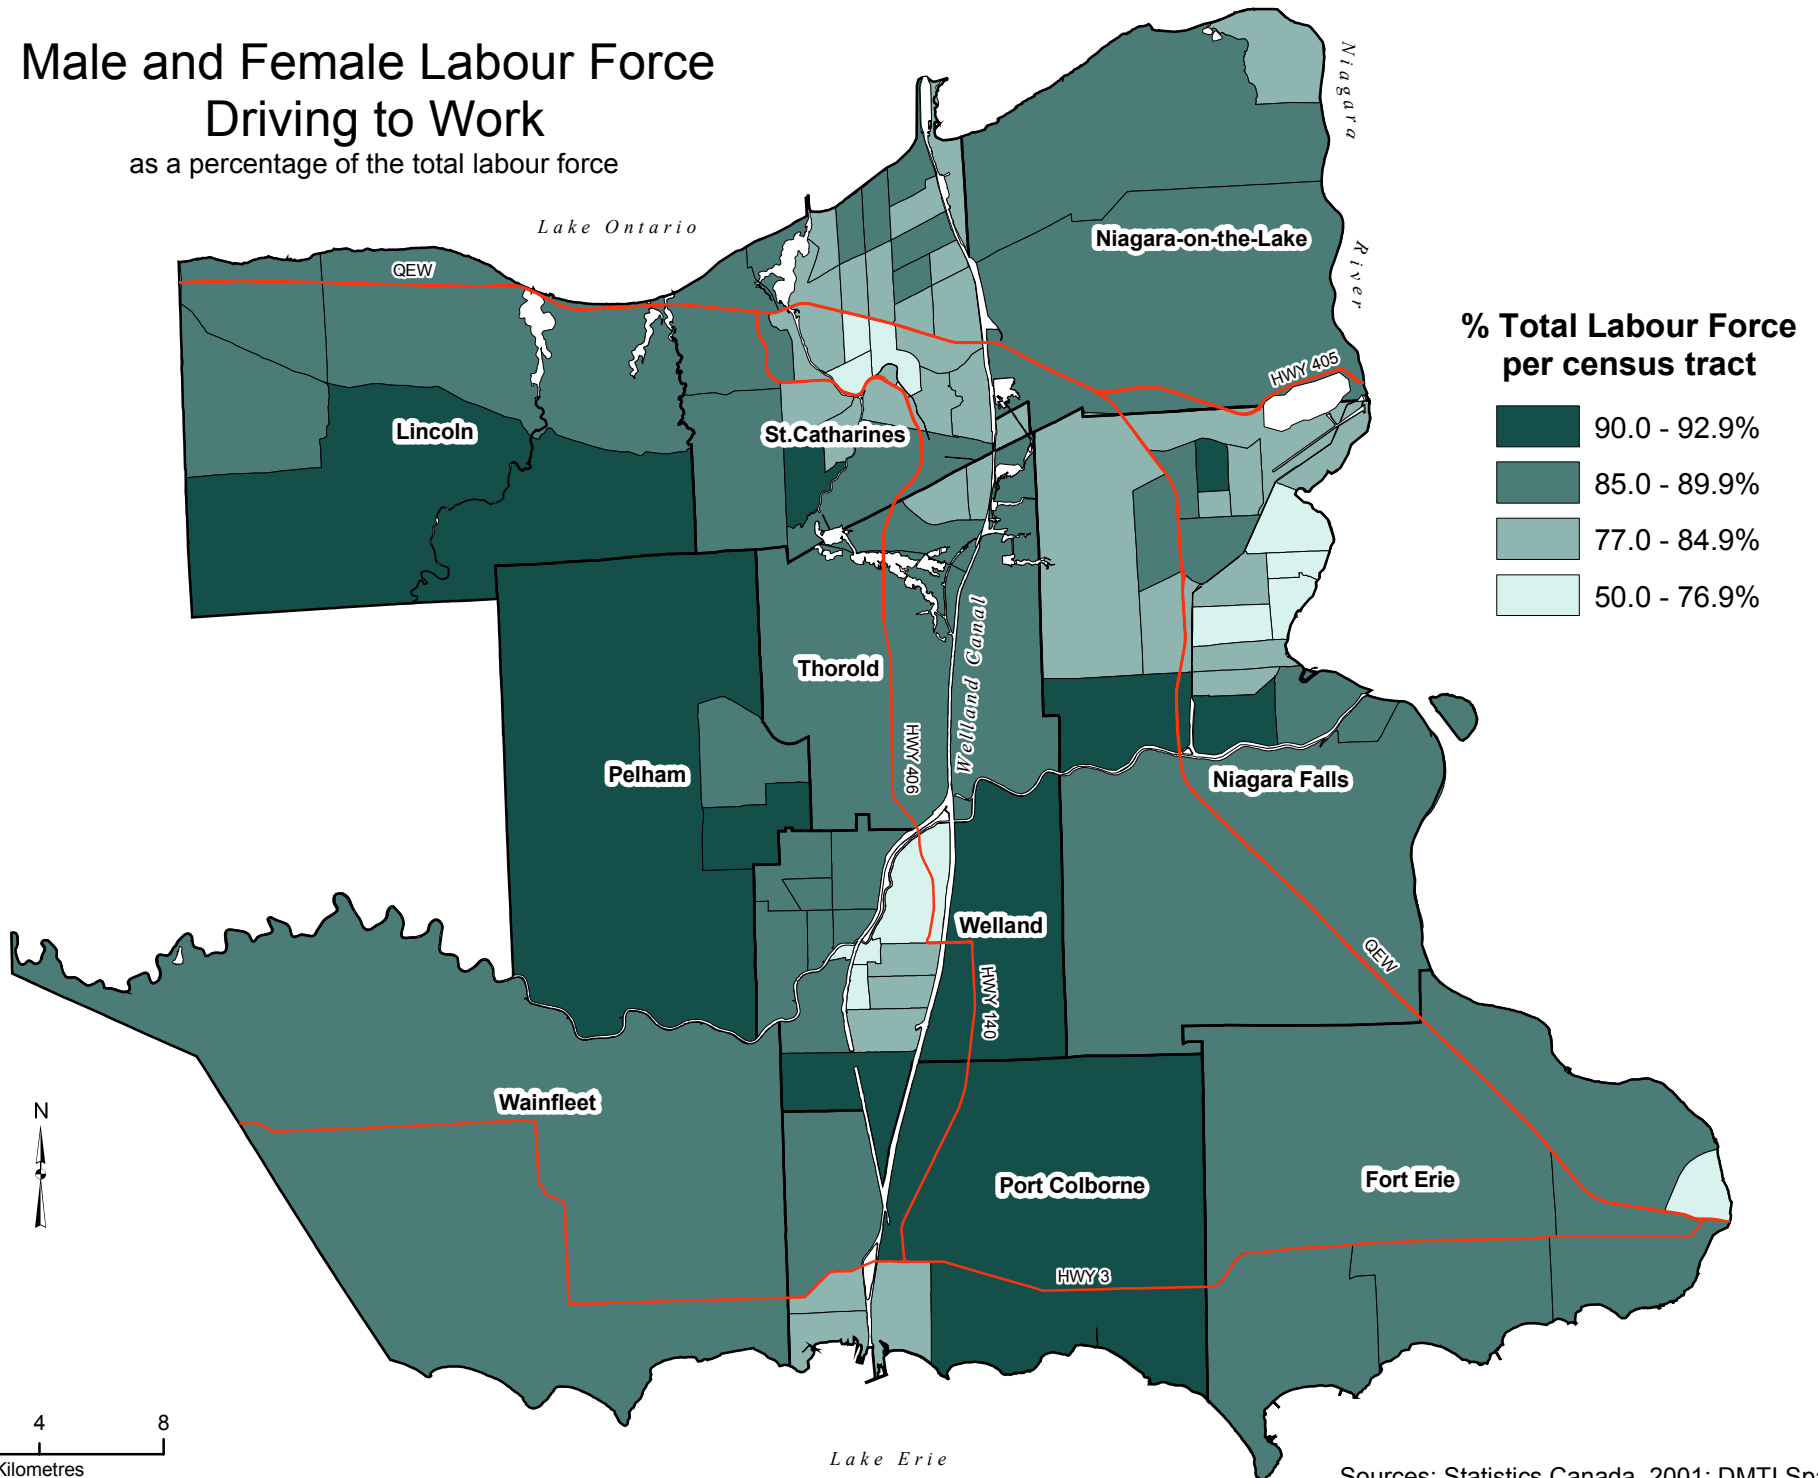 Male and Female Labour Force
Driving to Work
as a percentage of the total labour force
Niagara
River
Lake Ontario
QEW
Niagara-on-the-Lake
% Total Labour Force
per census tract
90.0 - 92.9%
85.0 - 89.9%
77.0 - 84.9%
50.0 - 76.9%
HWY 405
Lincoln
St.Catharines
Thorold
Welland Canal
HWY 406
Pelham
Niagara Falls
Welland
QEW
HWY 140
Wainfleet
N
Port Colborne
Fort Erie
HWY 3
4 8
Kilometres
Lake Erie
Sources: Statistics Canada, 2001; DMTI